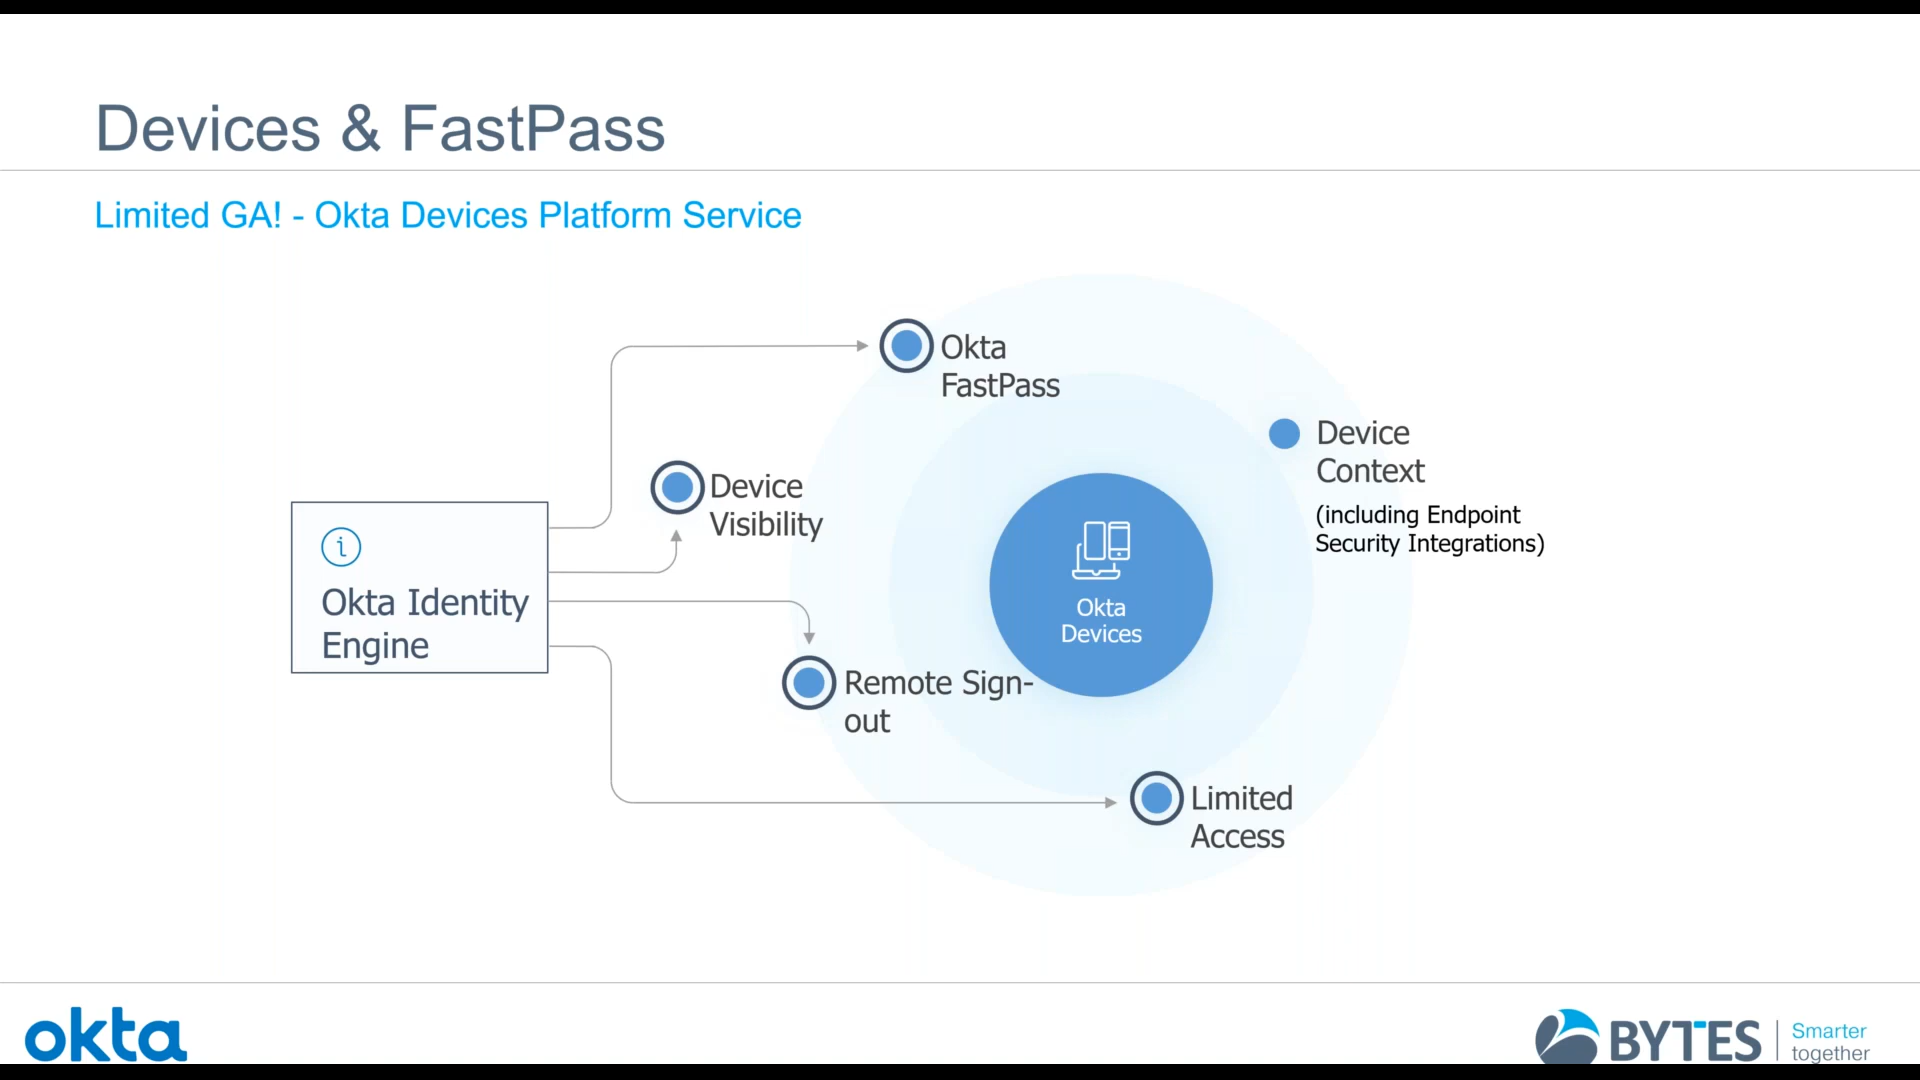 Devices & FastPass
Limited GA! - Okta Devices Platform Service
Okta
FastPass
Device
Context
(including Endpoint
Security Integrations)
Device
Visibility
i
Okta Identity
Engine
Okta
Devices
Remote Sign-
out
Limited
Access
okta
BYTES
Smarter
together